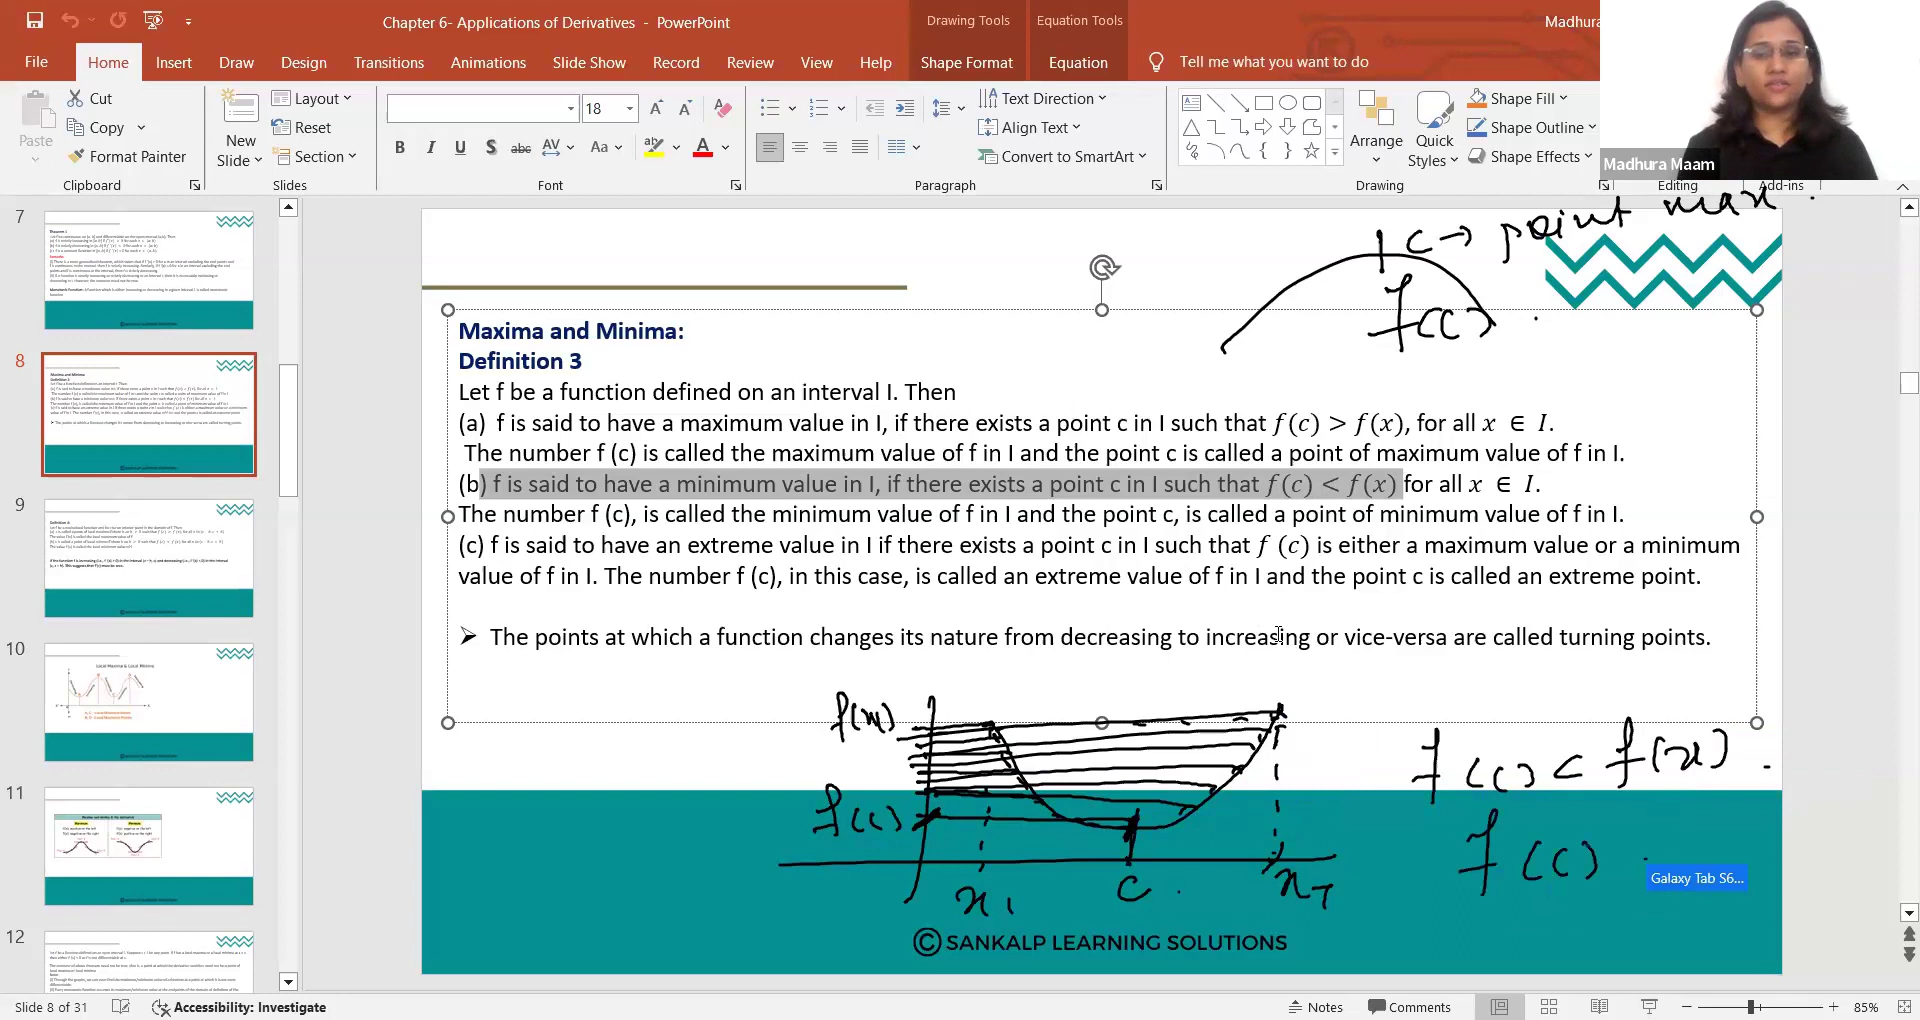 Chapter 6- Applications of Derivatives - PowerPoint
Drawing Tools
Equation Tools
Madhura
File Home Insert Draw Design Transitions Animations Slide Show Record Review View Help Shape Format Equation Tell me what you want to do
Paste
Cut
Copy
Format Painter
Clipboard
New Slide
Layout
Reset
Section
Slides
18
Aa
Font
Text Direction
Align Text
Convert to SmartArt
Paragraph
Arrange
Quick Styles
Shape Fill
Shape Outline
Shape Effects
Drawing
Editing
Add-ins
Madhura Maam
7
8
9
10
11
12
c → point max.
f(c).
Maxima and Minima:
Definition 3
Let f be a function defined on an interval I. Then
(a) f is said to have a maximum value in I, if there exists a point c in I such that f(c) > f(x), for all x ∈ I.
The number f (c) is called the maximum value of f in I and the point c is called a point of maximum value of f in I.
(b) f is said to have a minimum value in I, if there exists a point c in I such that f(c) < f(x) for all x ∈ I.
The number f (c), is called the minimum value of f in I and the point c, is called a point of minimum value of f in I.
(c) f is said to have an extreme value in I if there exists a point c in I such that f (c) is either a maximum value or a minimum
value of f in I. The number f (c), in this case, is called an extreme value of f in I and the point c is called an extreme point.
➢ The points at which a function changes its nature from decreasing to increasing or vice-versa are called turning points.
f(x)
f(c) < f(x).
f(c)
f(c).
x1 c.
Galaxy Tab S6...
© SANKALP LEARNING SOLUTIONS
Slide 8 of 31
Accessibility: Investigate
Notes
Comments
85%